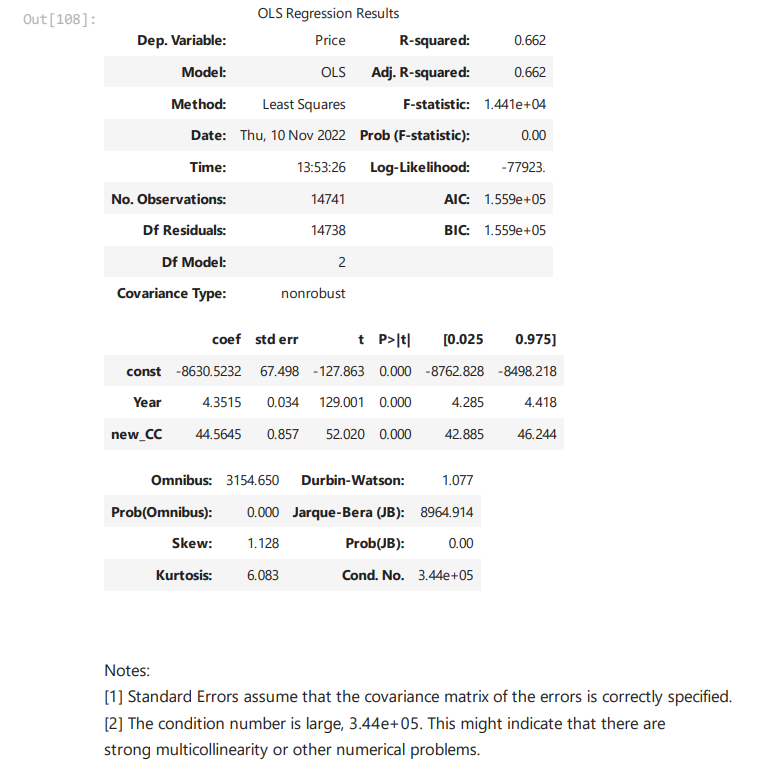 Out[108]:
OLS Regression Results
Dep. Variable: Price R-squared: 0.662
Model: OLS Adj. R-squared: 0.662
Method: Least Squares F-statistic: 1.441e+04
Date: Thu, 10 Nov 2022 Prob (F-statistic): 0.00
Time: 13:53:26 Log-Likelihood: -77923.
No. Observations: 14741 AIC: 1.559e+05
Df Residuals: 14738 BIC: 1.559e+05
Df Model: 2
Covariance Type: nonrobust
coef std err t P>|t| [0.025 0.975]
const -8630.5232 67.498 -127.863 0.000 -8762.828 -8498.218
Year 4.3515 0.034 129.001 0.000 4.285 4.418
new_CC 44.5645 0.857 52.020 0.000 42.885 46.244
Omnibus: 3154.650 Durbin-Watson: 1.077
Prob(Omnibus): 0.000 Jarque-Bera (JB): 8964.914
Skew: 1.128 Prob(JB): 0.00
Kurtosis: 6.083 Cond. No. 3.44e+05
Notes:
[1] Standard Errors assume that the covariance matrix of the errors is correctly specified.
[2] The condition number is large, 3.44e+05. This might indicate that there are
strong multicollinearity or other numerical problems.